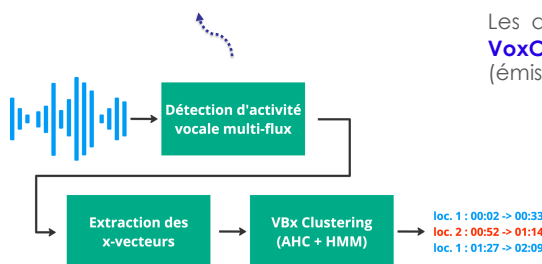 Les
VoxC
(émis
Détection d'activité
vocale multi-flux
Extraction des
x-vecteurs
VBx Clustering
(AHC + HMM)
loc. 1 : 00:02 -> 00:33
loc. 2 : 00:52 -> 01:14
loc. 1 : 01:27 -> 02:09